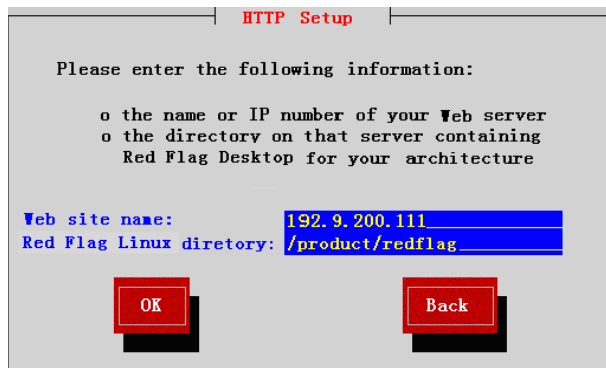 HTTP Setup
Please enter the following information:
o the name or IP number of your Web server
o the directory on that server containing
Red Flag Desktop for your architecture
Web site name: 192.9.200.111
Red Flag Linux diretory: /product/redflag
OK Back